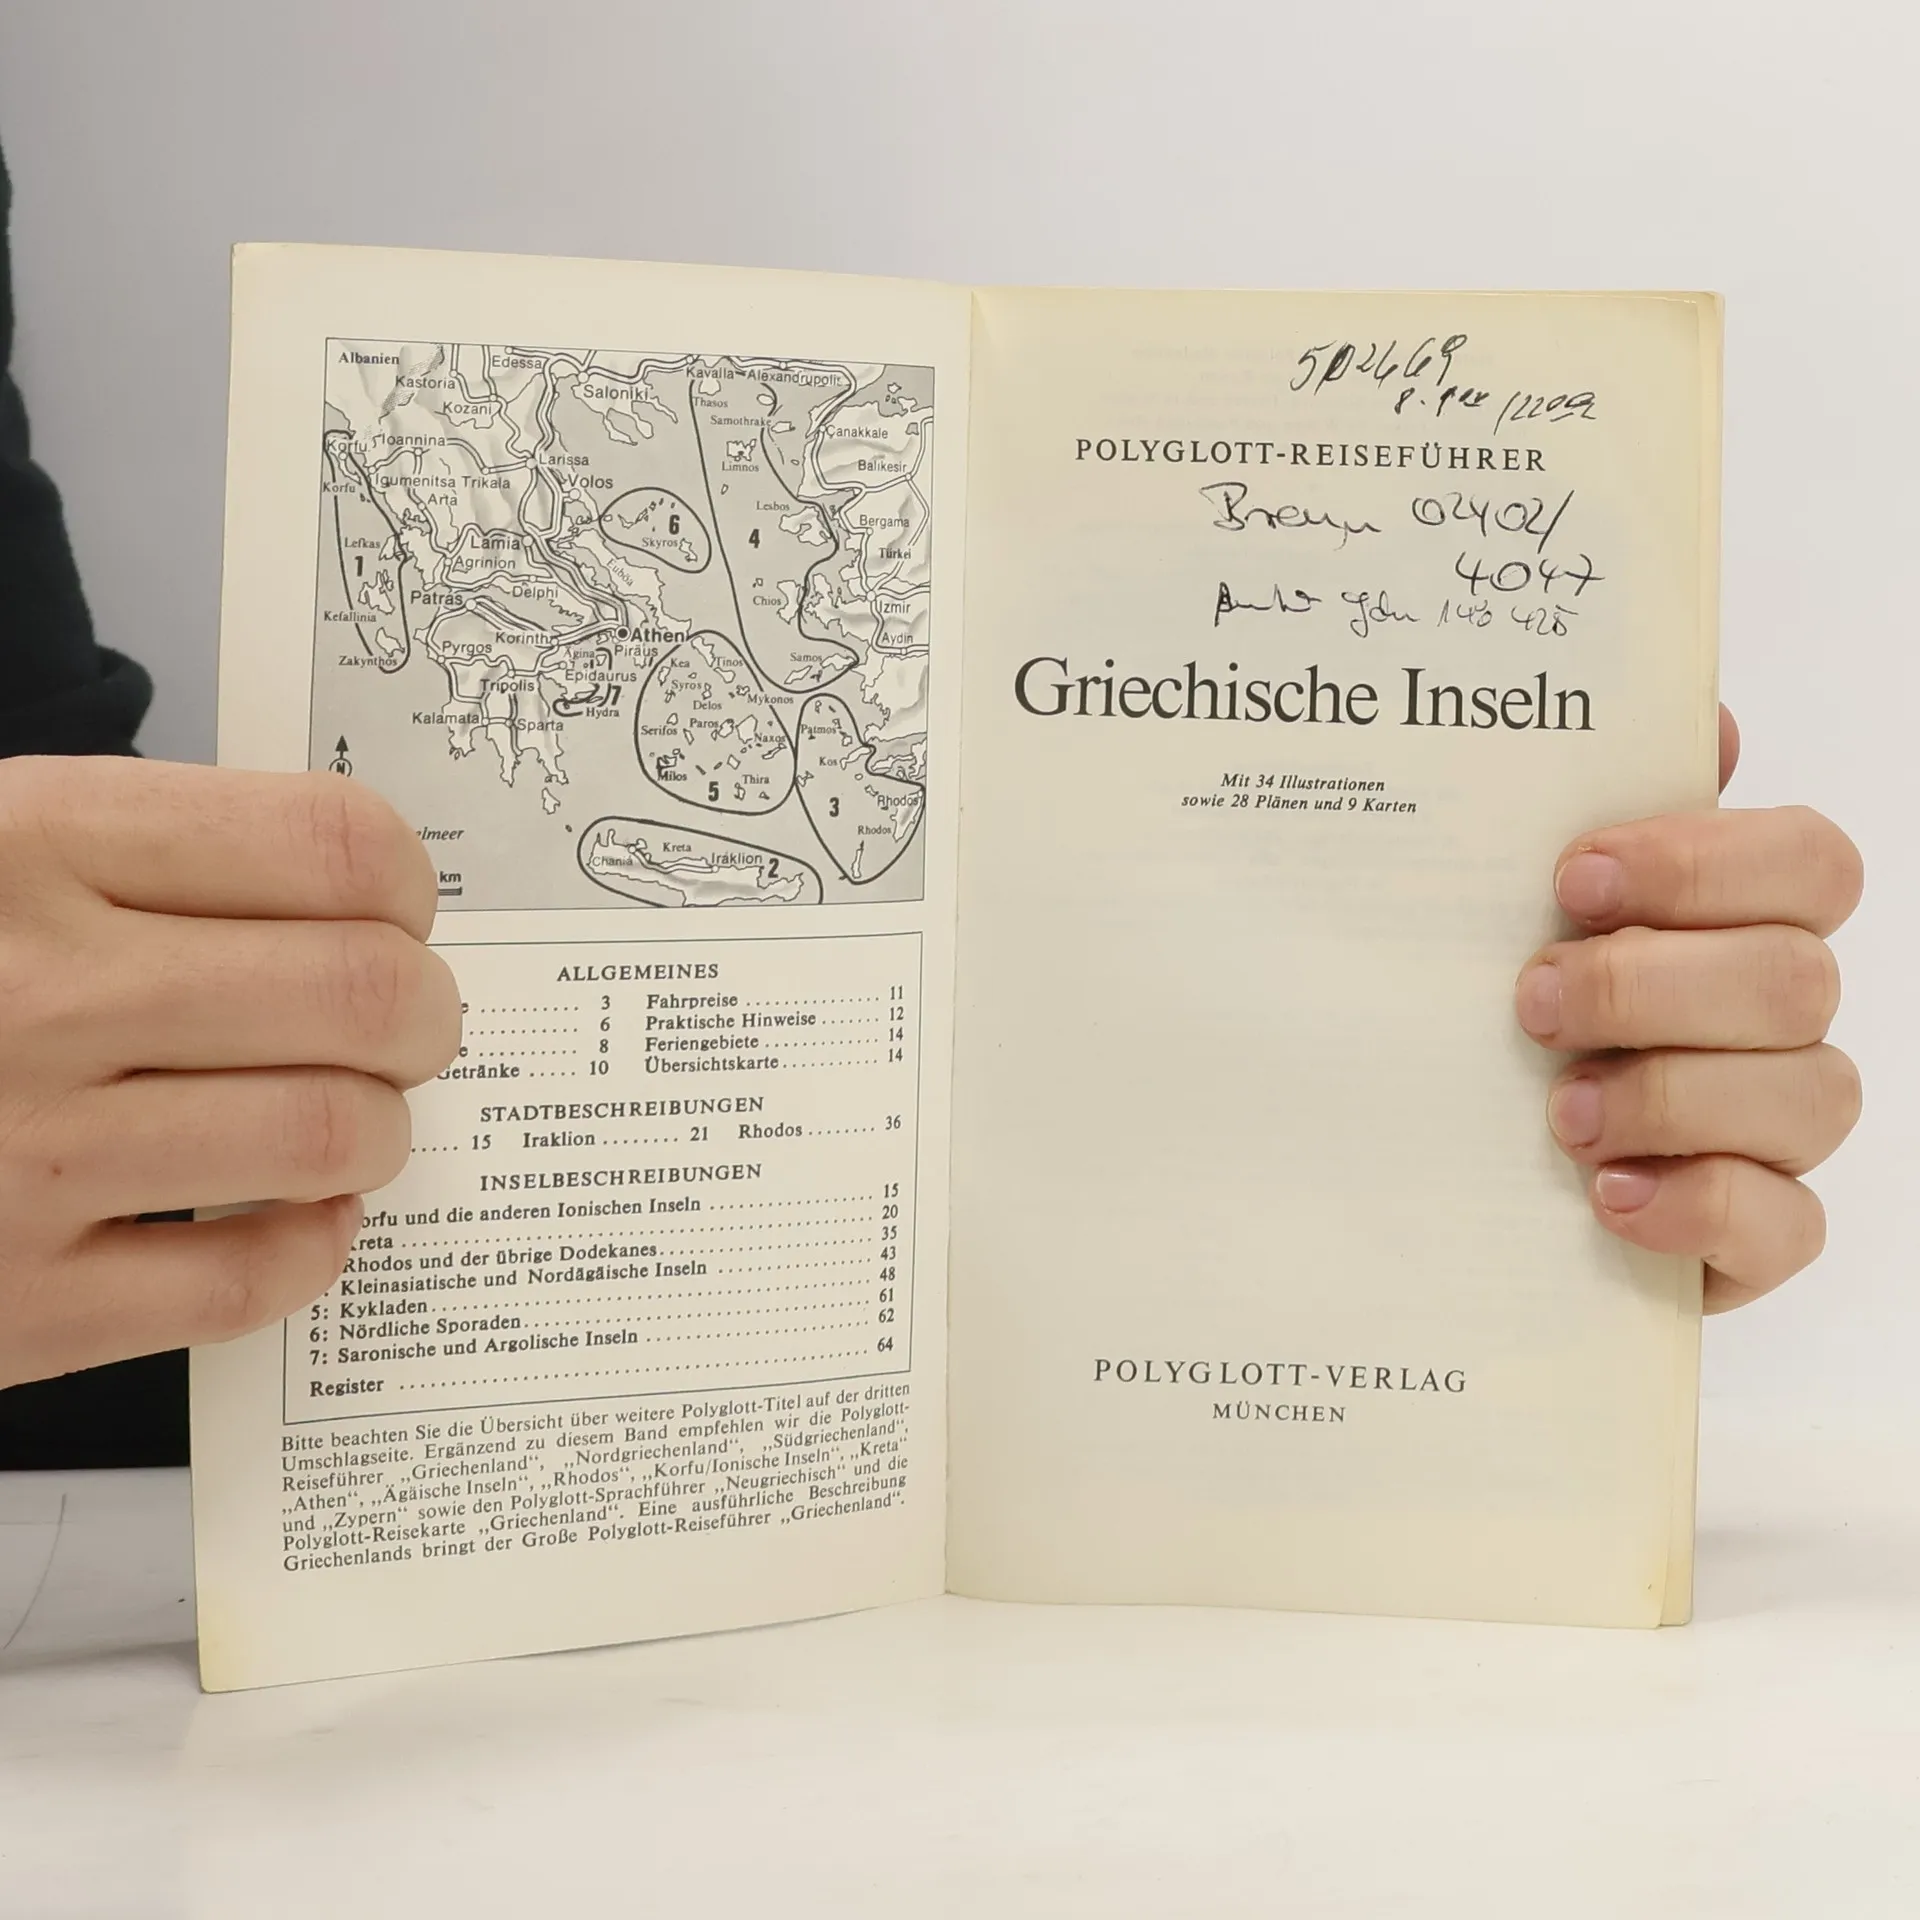 Albanien
Edessa
Kavalla
Alexandrupolis
Kastoria
Saloniki
Thasos
Kozani
Samothrake
Çanakkale
Korfu
Ioannina
Larissa
Limnos
Balıkesir
Igumenitsa
Trikala
Volos
Korfu
Arta
Lesbos
Bergama
6
Skyros
4
Lefkas
Lamia
Türkei
1
Agrinion
Euböa
Delphi
Patras
Chios
Izmir
Kefallinia
Korinth
Athen
Aydin
Zakynthos
Pyrgos
Ägina
Piräus
Kea
Tinos
Samos
Epidaurus
Tripolis
Syros
7
Delos
Mykonos
Hydra
Kalamata
Sparta
Serifos
Paros
Naxos
Patmos
N
Milos
Thira
Kos
5
3
Rhodos
elmeer
Rhodos
Kreta
Chania
Iraklion
2
km
ALLGEMEINES
e .......... 3 Fahrpreise ............... 11
........... 6 Praktische Hinweise ....... 12
e .......... 8 Feriengebiete ............. 14
Getränke ..... 10 Übersichtskarte ........... 14
STADTBESCHREIBUNGEN
..... 15 Iraklion ........ 21 Rhodos ........ 36
INSELBESCHREIBUNGEN
orfu und die anderen Ionischen Inseln .................. 15
reta .................. 20
Rhodos und der übrige Dodekanes .................. 35
: Kleinasiatische und Nordägäische Inseln .................. 43
5: Kykladen .................. 48
6: Nördliche Sporaden .................. 61
7: Saronische und Argolische Inseln .................. 62
Register .................. 64
Bitte beachten Sie die Übersicht über weitere Polyglott-Titel auf der dritten
Umschlagseite. Ergänzend zu diesem Band empfehlen wir die Polyglott-
Reiseführer „Griechenland“, „Nordgriechenland“, „Südgriechenland“,
„Athen“, „Ägäische Inseln“, „Rhodos“, „Korfu/Ionische Inseln“, „Kreta“
und „Zypern“ sowie den Polyglott-Sprachführer „Neugriechisch“ und die
Polyglott-Reisekarte „Griechenland“. Eine ausführliche Beschreibung
Griechenlands bringt der Große Polyglott-Reiseführer „Griechenland“.
POLYGLOTT-REISEFÜHRER
02402/
4047
Griechische Inseln
Mit 34 Illustrationen
sowie 28 Plänen und 9 Karten
POLYGLOTT-VERLAG
MÜNCHEN